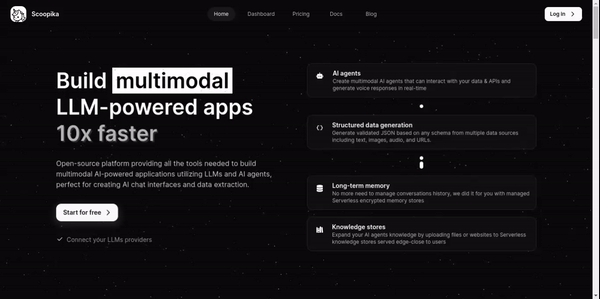 Scoopika
Home
Dashboard
Pricing
Docs
Blog
Log in
Build multimodal
LLM-powered apps
10x faster
Open-source platform providing all the tools needed to build
multimodal AI-powered applications utilizing LLMs and AI agents,
perfect for creating AI chat interfaces and data extraction.
Start for free
Connect your LLMs providers
AI agents
Create multimodal AI agents that can interact with your data & APIs and
generate voice responses in real-time
Structured data generation
Generate validated JSON based on any schema from multiple data sources
including text, images, audio, and URLs.
Long-term memory
No more need to manage conversations history, we did it for you with managed
Serverless encrypted memory stores
Knowledge stores
Expand your AI agents knowledge by uploading files or websites to Serverless
knowledge stores served edge-close to users